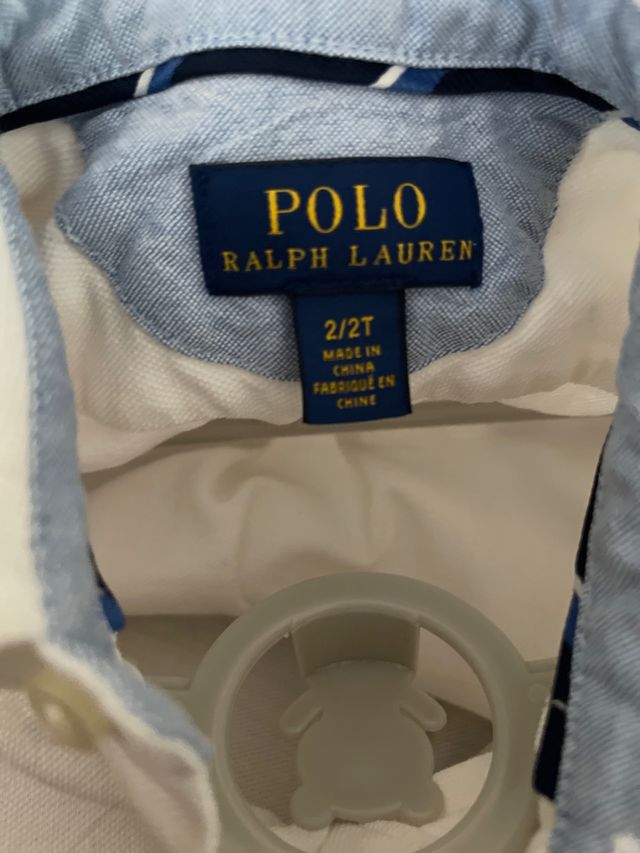 POLO
RALPH LAUREN
2/2T
MADE IN
CHINA
FABRIQUÉ EN
CHINE